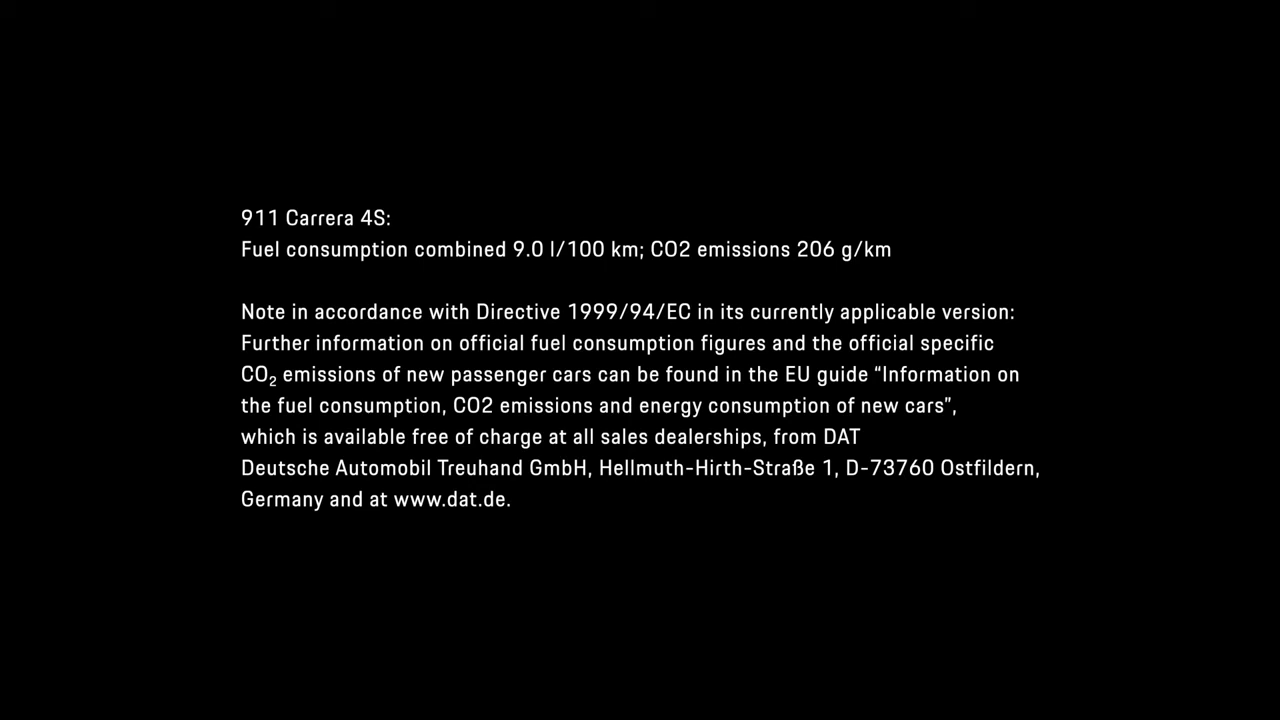 911 Carrera 4S:
Fuel consumption combined 9.0 l/100 km; CO2 emissions 206 g/km
Note in accordance with Directive 1999/94/EC in its currently applicable version:
Further information on official fuel consumption figures and the official specific
CO₂ emissions of new passenger cars can be found in the EU guide “Information on
the fuel consumption, CO2 emissions and energy consumption of new cars”,
which is available free of charge at all sales dealerships, from DAT
Deutsche Automobil Treuhand GmbH, Hellmuth-Hirth-Straße 1, D-73760 Ostfildern,
Germany and at www.dat.de.